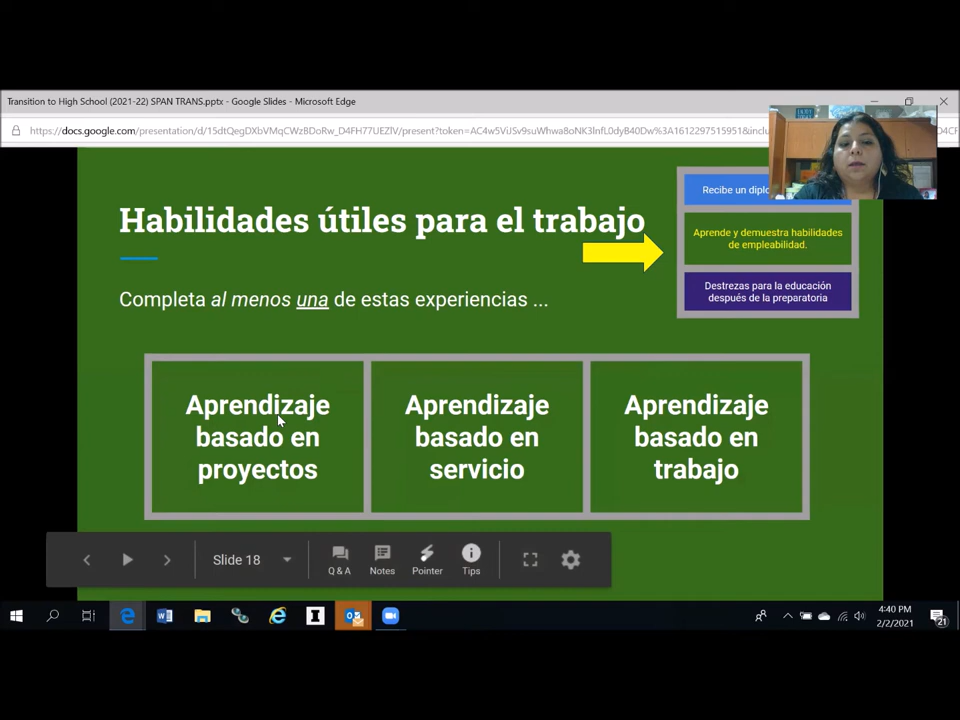 Transition to High School (2021-22) SPAN TRANS.pptx - Google Slides - Microsoft Edge
Habilidades útiles para el trabajo
Completa al menos una de estas experiencias ...
Recibe un
Aprende y demuestra habilidades
de empleabilidad.
Destrezas para la educación
después de la preparatoria
Aprendizaje
basado en
proyectos
Aprendizaje
basado en
servicio
Aprendizaje
basado en
trabajo
Slide 18
Q & A
Notes
Pointer
Tips
4:40 PM
2/2/2021
21